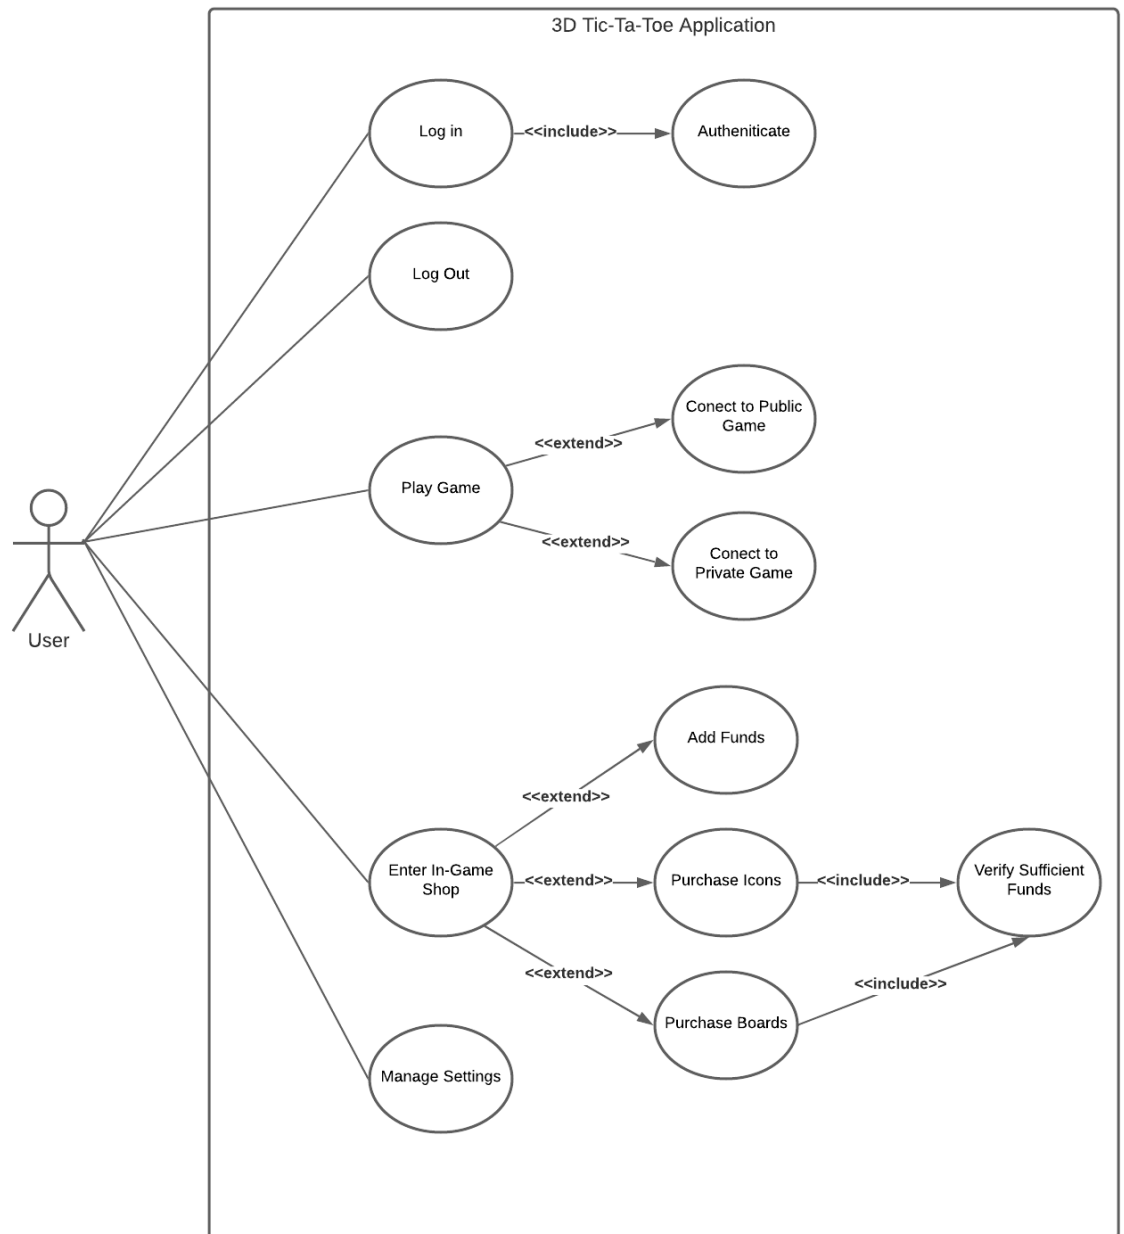 3D Tic-Ta-Toe Application
Log in
<<include>>
Autheniticate
Log Out
Conect to Public
Game
<<extend>>
Play Game
<<extend>>
Conect to
Private Game
User
Add Funds
<<extend>>
Enter In-Game
Shop
<<extend>>
Purchase Icons
<<include>>
Verify Sufficient
Funds
<<extend>>
<<include>>
Purchase Boards
Manage Settings